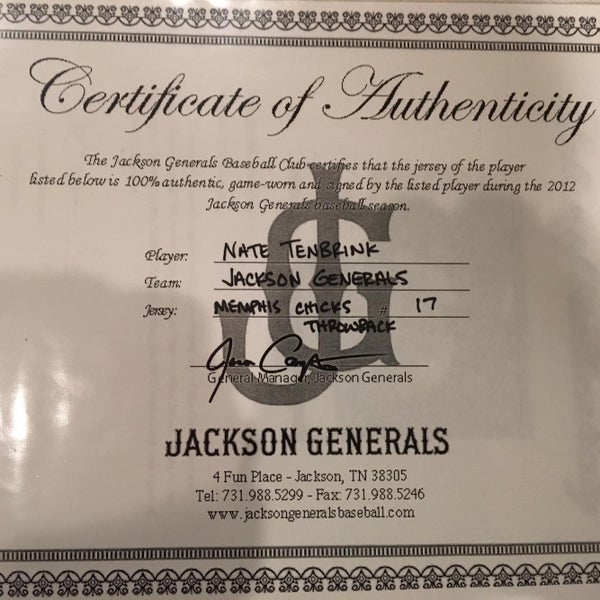 Certificate of Authenticity
The Jackson Generals Baseball Club certifies that the jersey of the player
listed below is 100% authentic, game-worn and signed by the listed player during the 2012
Jackson Generals baseball season.
Player: NATE TENBRINK
Team: JACKSON GENERALS
Jersey: MEMPHIS CHICKS # 17
THROWBACK
General Manager, Jackson Generals
JACKSON GENERALS
4 Fun Place - Jackson, TN 38305
Tel: 731.988.5299 - Fax: 731.988.5246
www.jacksongeneralsbaseball.com